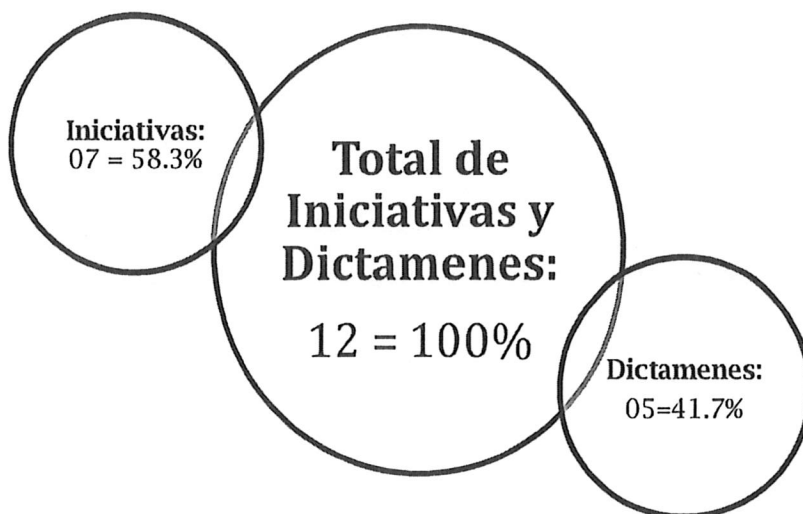 Iniciativas:
07 = 58.3%
Total de
Iniciativas y
Dictamenes:
12 = 100%
Dictamenes:
05=41.7%